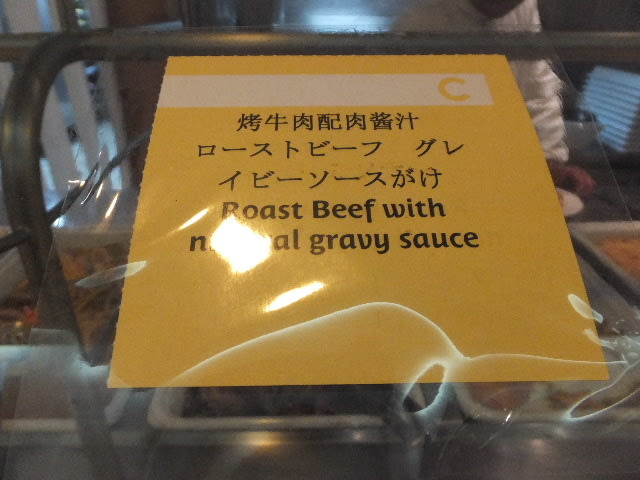 C
烤牛肉配肉酱汁
ローストビーフ　グレ
イビーソースがけ
Roast Beef with
natural gravy sauce